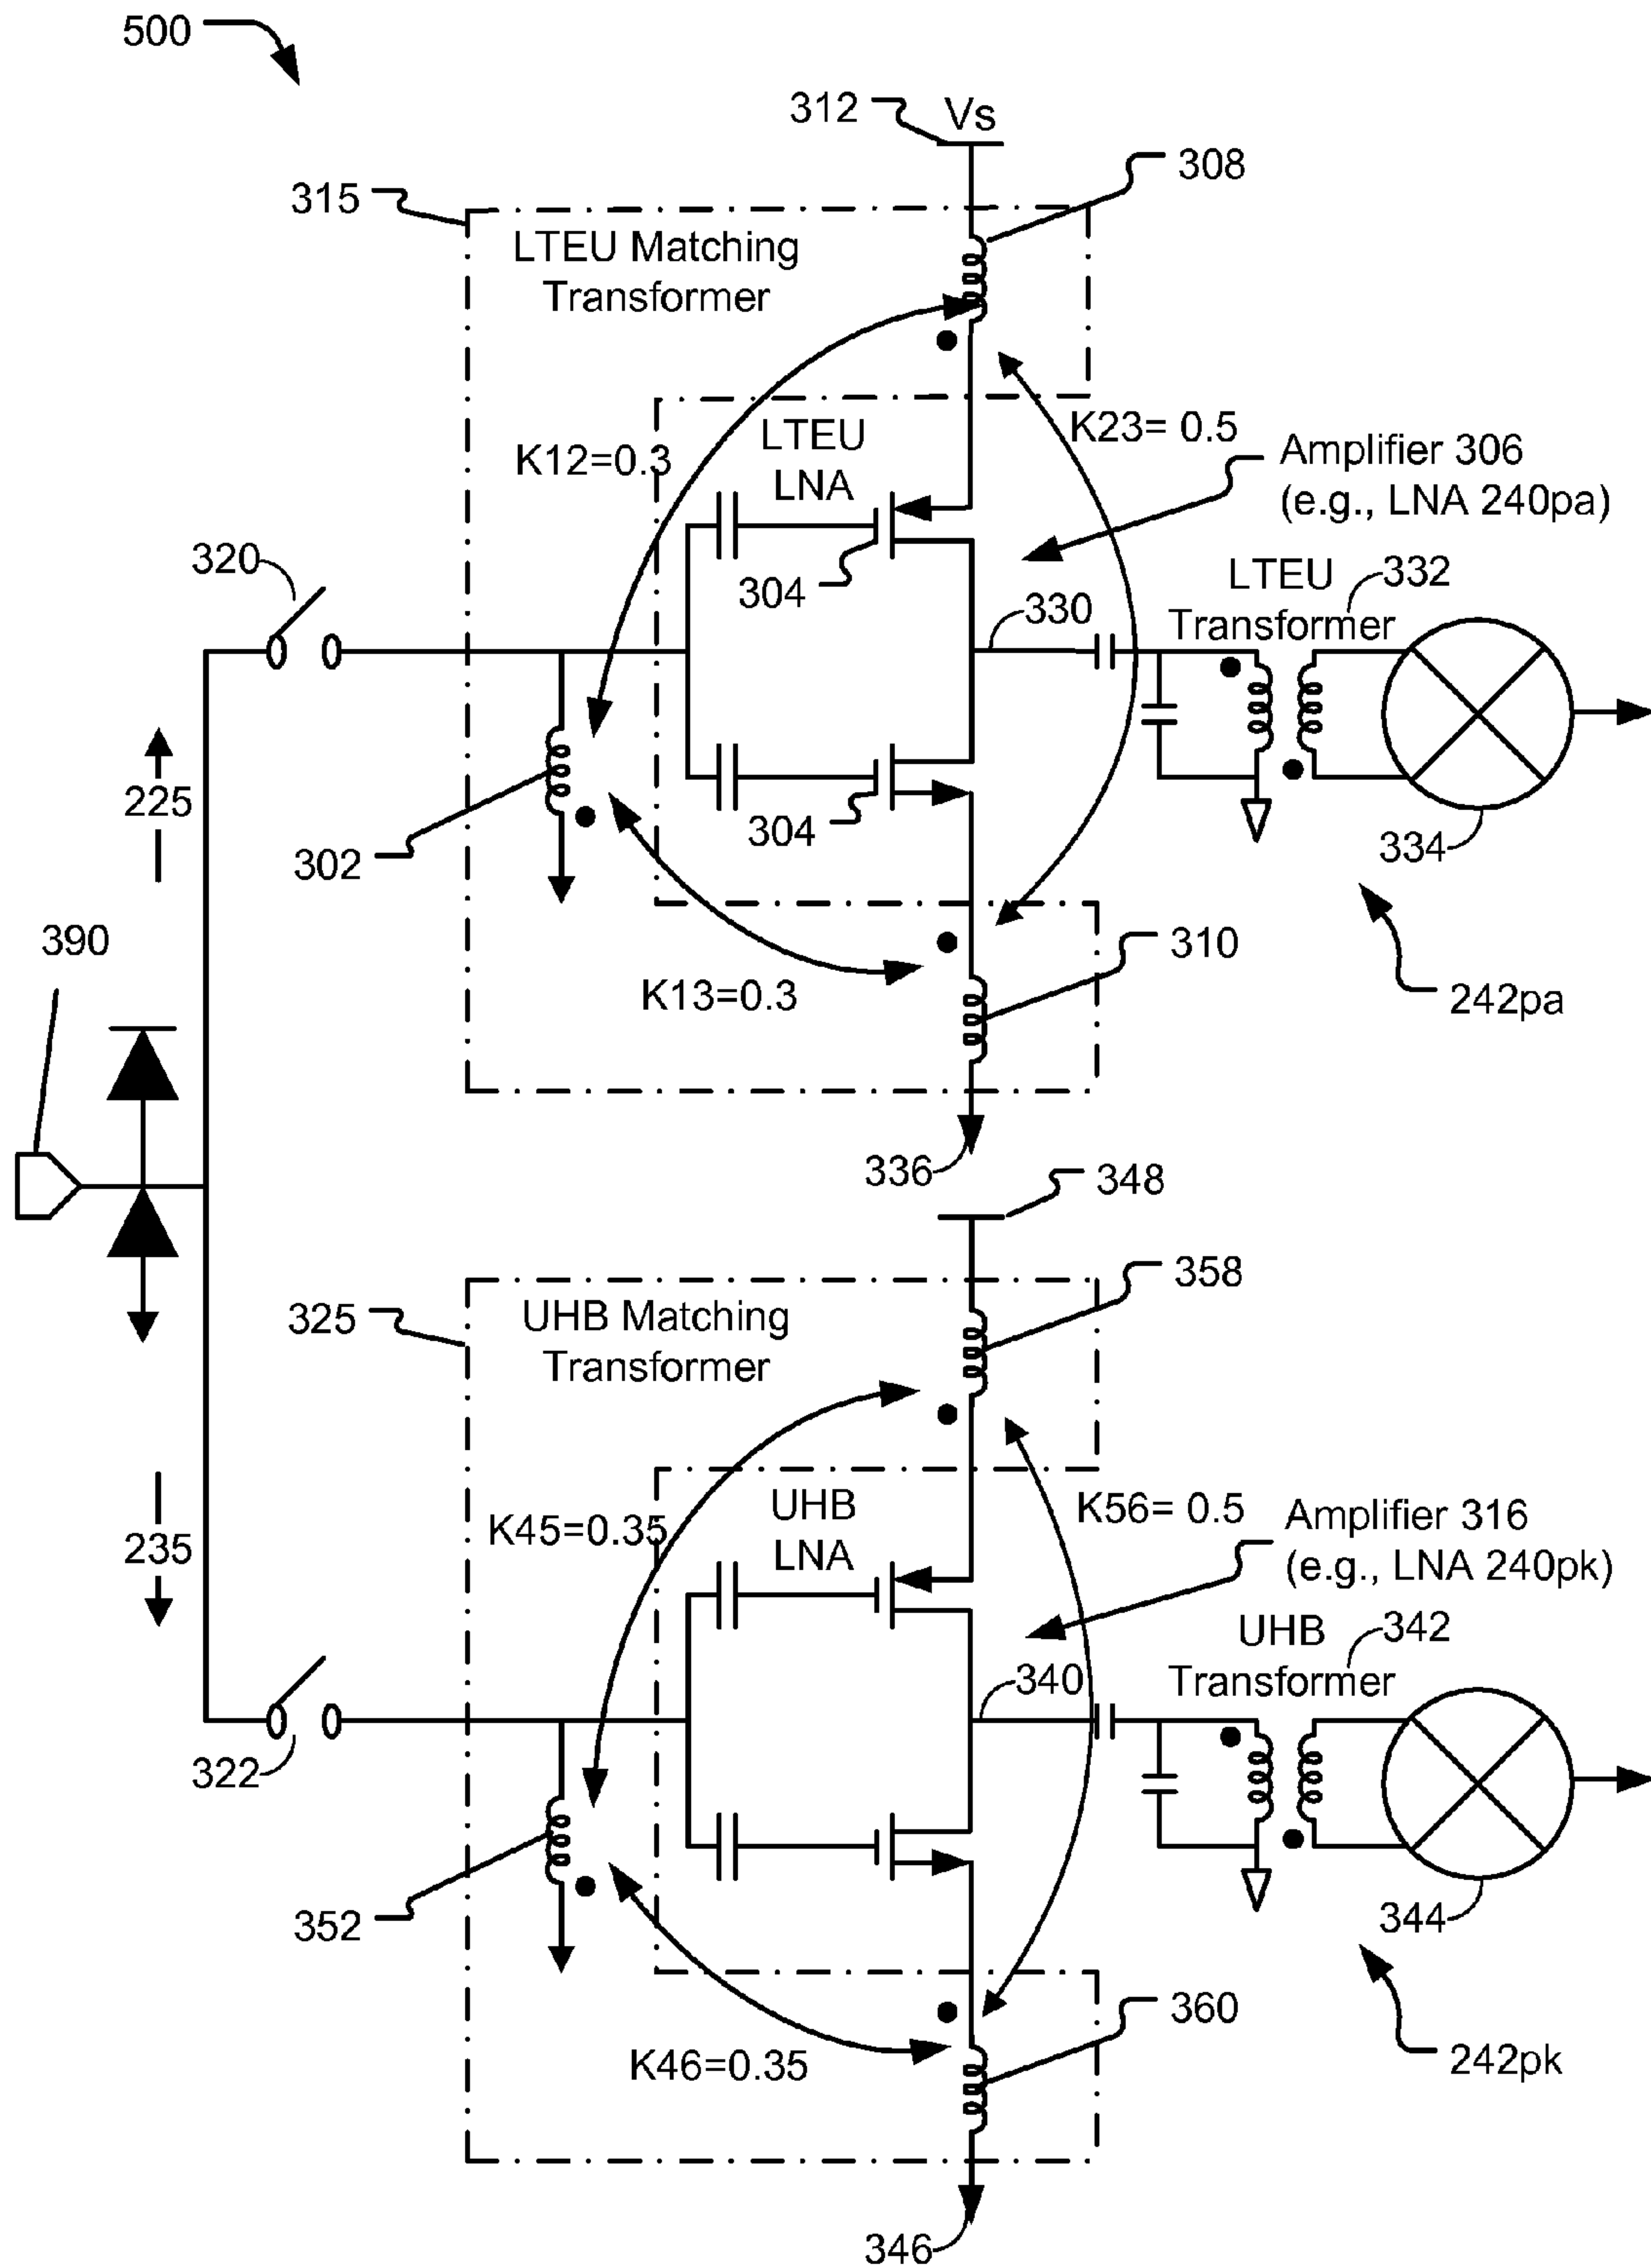 500
312
Vs
308
315
LTEU Matching
Transformer
K23= 0.5
LTEU
LNA
K12=0.3
Amplifier 306
(e.g., LNA 240pa)
320
304
LTEU
Transformer
332
330
225
302
304
334
390
310
K13=0.3
242pa
336
348
358
325
UHB Matching
Transformer
K56= 0.5
UHB
LNA
K45=0.35
Amplifier 316
(e.g., LNA 240pk)
235
UHB
Transformer
342
340
322
352
344
360
K46=0.35
242pk
346